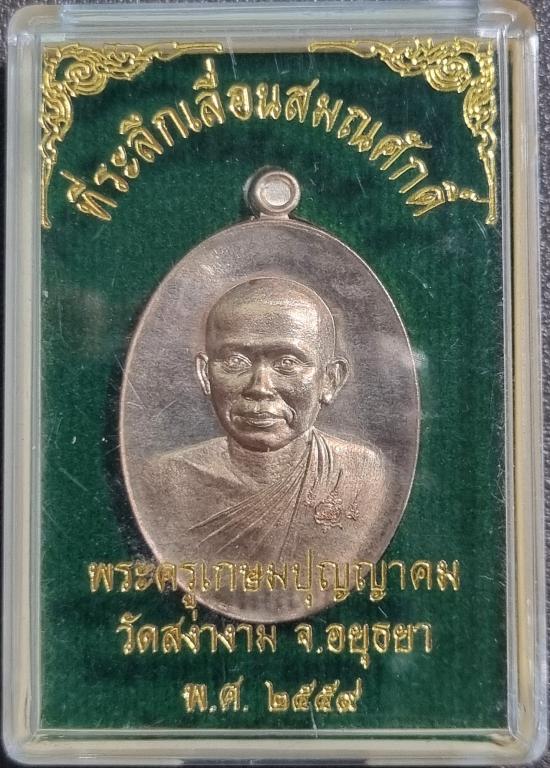 ที่ระลึกเลื่อนสมณศักดิ์
พระครูเกษมปุญญาคม
วัดสง่างาม จ.อยุธยา
พ.ศ. ๒๕๕๙